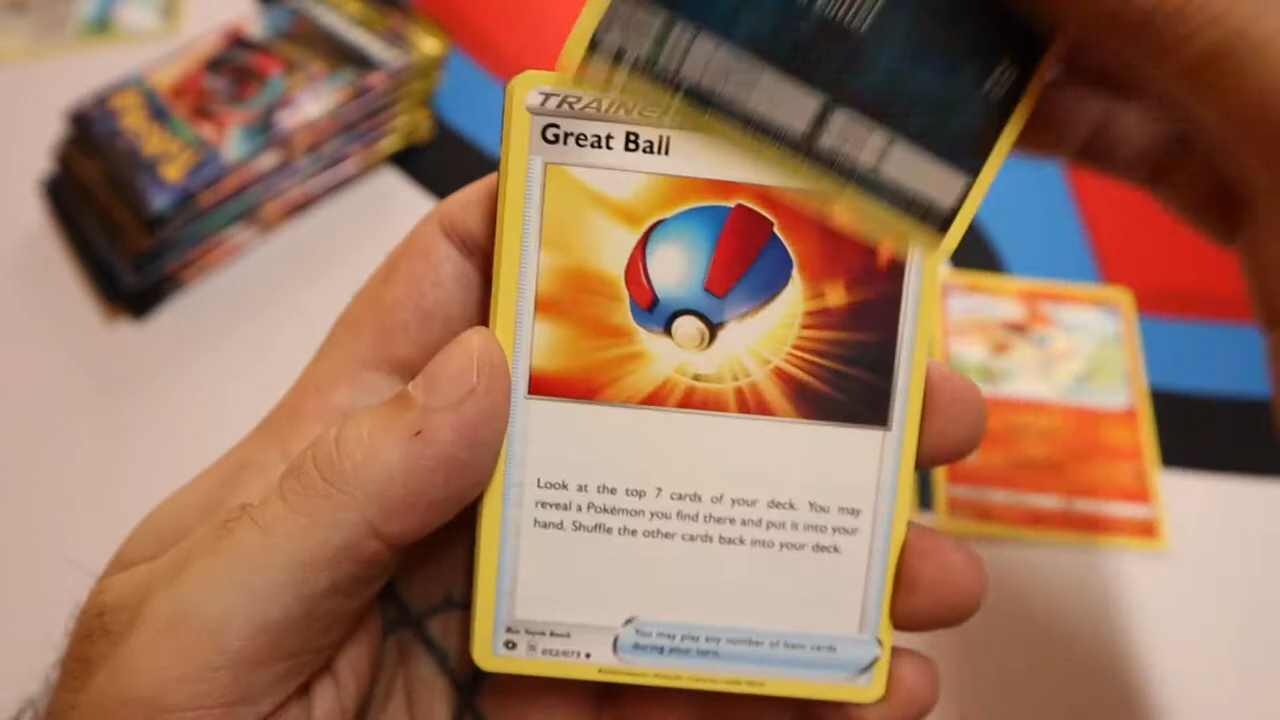 TRAINE
Great Ball
Look at the top 7 cards of your deck. You may
reveal a Pokémon you find there and put it into your
hand. Shuffle the other cards back into your deck.
You may play any number of Item cards
during your turn.
052/073